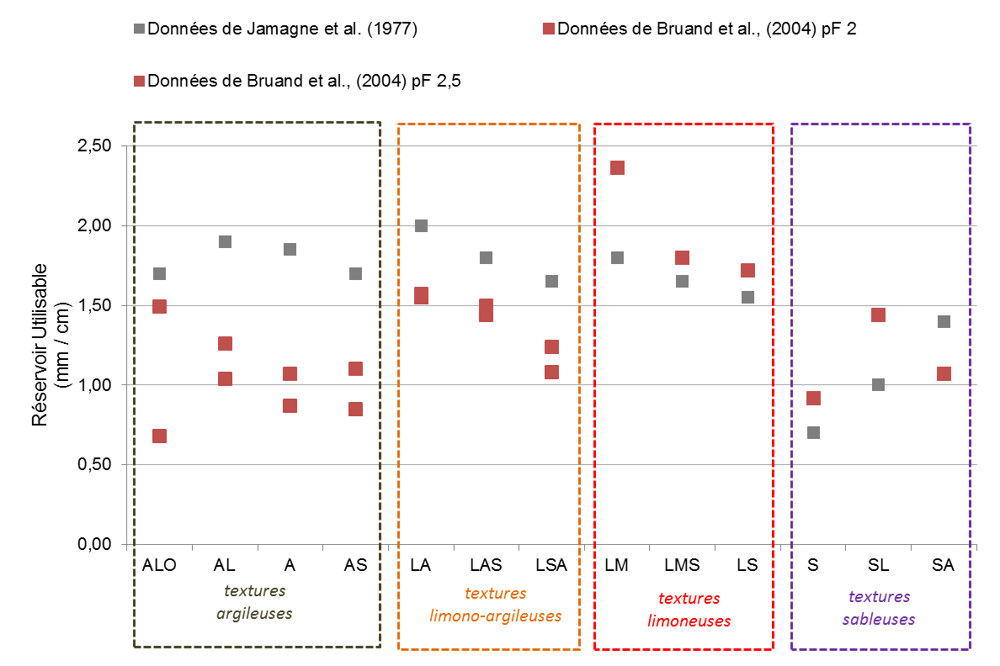 Données de Jamagne et al. (1977)
Données de Bruand et al., (2004) pF 2
Données de Bruand et al., (2004) pF 2,5
Réservoir Utilisable
(mm / cm)
2,50
2,00
1,50
1,00
0,50
0,00
ALO AL A AS LA LAS LSA LM LMS LS S SL SA
textures
argileuses
textures
limono-argileuses
textures
limoneuses
textures
sableuses